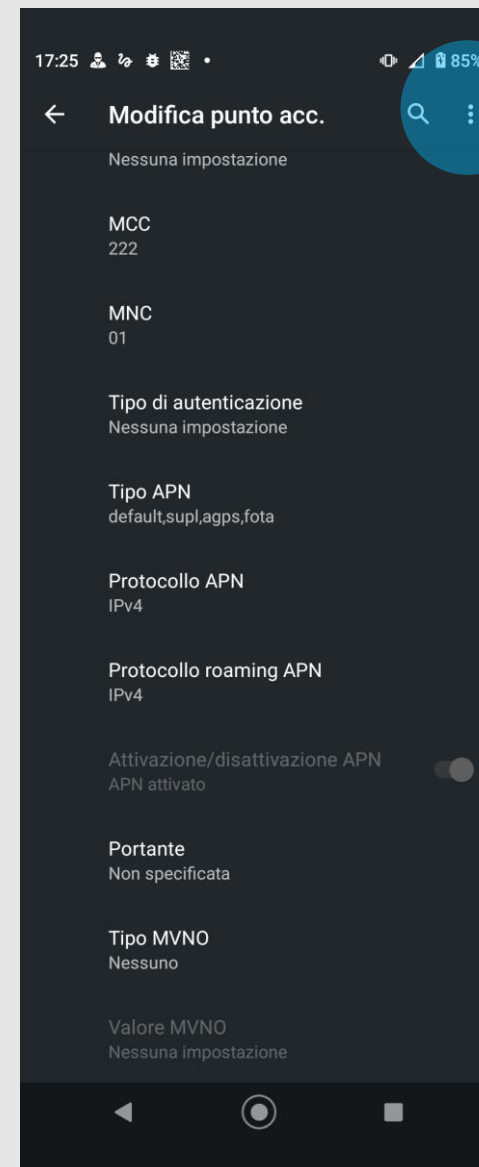 17:25 85%
Modifica punto acc.
Nessuna impostazione
MCC
222
MNC
01
Tipo di autenticazione
Nessuna impostazione
Tipo APN
default,supl,agps,fota
Protocollo APN
IPv4
Protocollo roaming APN
IPv4
Attivazione/disattivazione APN
APN attivato
Portante
Non specificata
Tipo MVNO
Nessuno
Valore MVNO
Nessuna impostazione